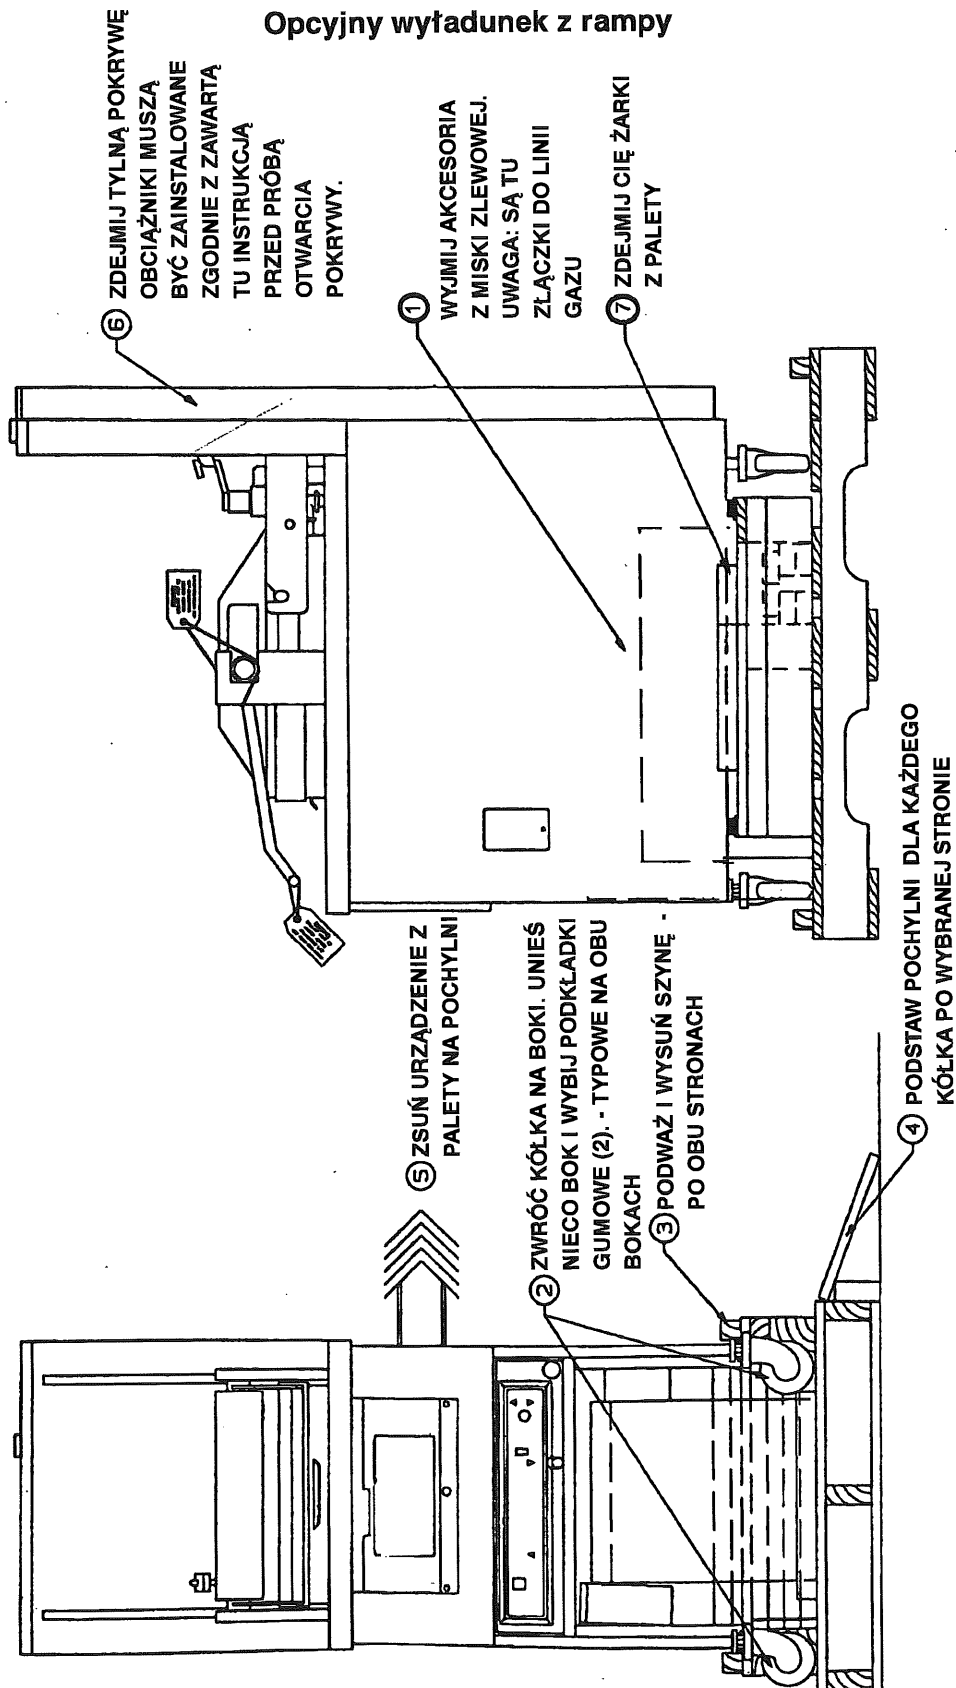 Opcyjny wyładunek z rampy
⑥ ZDEJMIJ TYLNĄ POKRYWĘ
OBCIĄŻNIKI MUSZĄ
BYĆ ZAINSTALOWANE
ZGODNIE Z ZAWARTĄ
TU INSTRUKCJĄ
PRZED PRÓBĄ
OTWARCIA
POKRYWY.
①
WYJMIJ AKCESORIA
Z MISKI ZLEWOWEJ.
UWAGA: SĄ TU
ZŁĄCZKI DO LINII
GAZU
⑦ ZDEJMIJ CIĘ ŻARKI
Z PALETY
⑤ ZSUŃ URZĄDZENIE Z
PALETY NA POCHYLNI
② ZWRÓĆ KÓŁKA NA BOKI. UNIEŚ
NIECO BOK I WYBIJ PODKŁADKI
GUMOWE (2). - TYPOWE NA OBU
BOKACH
③ PODWAŻ I WYSUŃ SZYNĘ -
PO OBU STRONACH
④ PODSTAW POCHYLNI DLA KAŻDEGO
KÓŁKA PO WYBRANEJ STRONIE